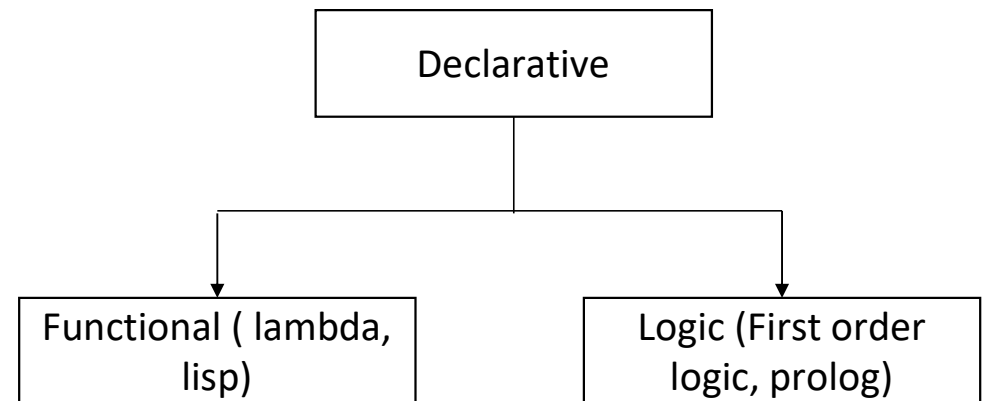 Declarative
Functional ( lambda,
lisp)
Logic (First order
logic, prolog)